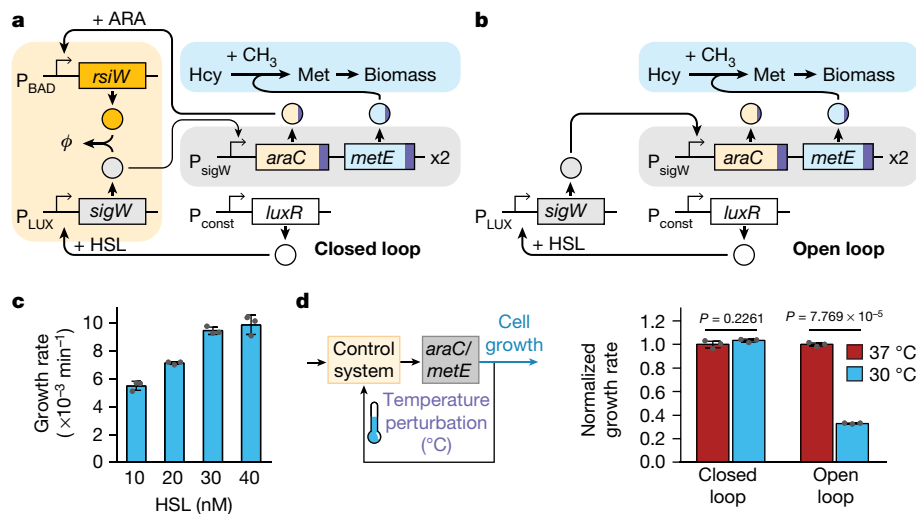 a
+ ARA
P_BAD
rsiW
ϕ
P_LUX
sigW
+ HSL
+ CH₃
Hcy
Met
Biomass
P_sigW
araC
metE
x2
P_const
luxR
Closed loop
b
+ CH₃
Hcy
Met
Biomass
P_sigW
araC
metE
x2
P_LUX
sigW
+ HSL
P_const
luxR
Open loop
c
Growth rate
(×10⁻³ min⁻¹)
10
8
6
4
2
0
10 20 30 40
HSL (nM)
d
Control
system
araC/
metE
Cell
growth
Temperature
perturbation
(°C)
Normalized
growth rate
1.2
1.0
0.8
0.6
0.4
0.2
0.0
P = 0.2261
P = 7.769 × 10⁻⁵
37 °C
30 °C
Closed
loop
Open
loop